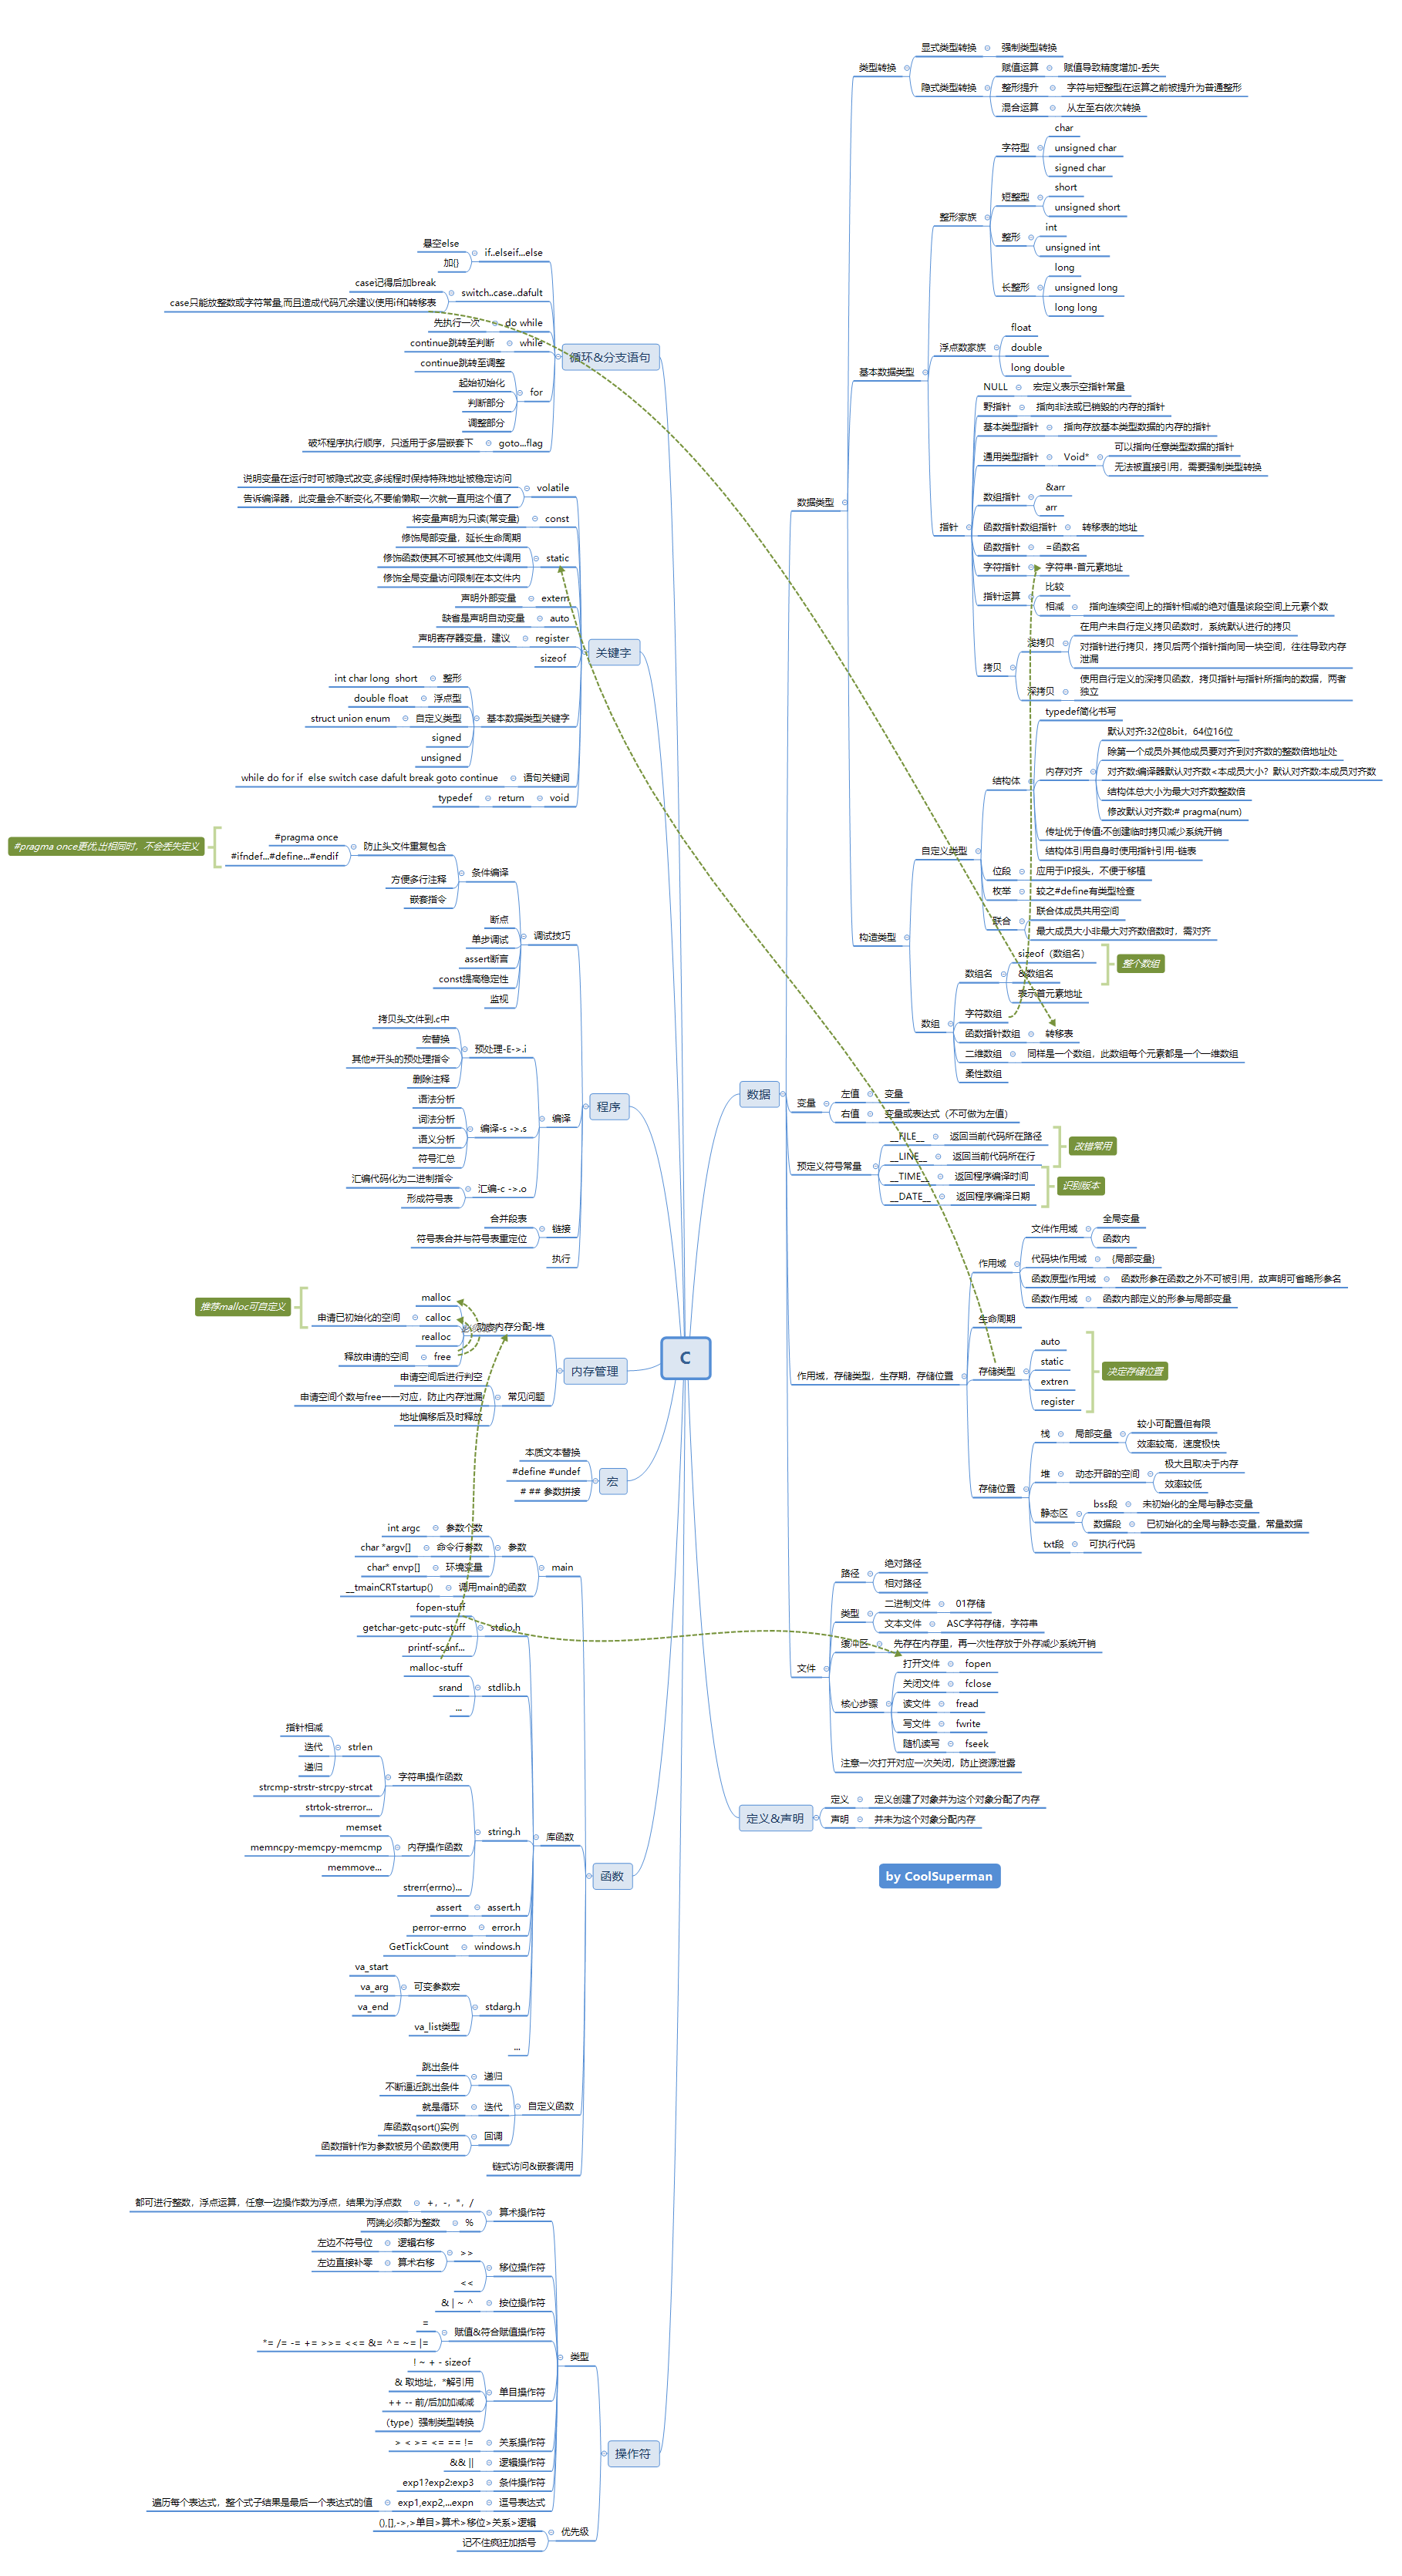 C
循环&分支语句
if..elseif...else
悬空else
加{}
switch..case..dafult
case记得后加break
case只能放整数或字符常量,而且造成代码冗余建议使用if和转移表
do while
先执行一次
while
continue跳转至判断
for
continue跳转至调整
起始初始化
判断部分
调整部分
goto...flag
破坏程序执行顺序，只适用于多层嵌套下
关键字
volatile
说明变量在运行时可被隐式改变,多线程时保持特殊地址被稳定访问
告诉编译器，此变量会不断变化,不要偷懒取一次就一直用这个值了
const
将变量声明为只读(常变量)
static
修饰局部变量，延长生命周期
修饰函数使其不可被其他文件调用
修饰全局变量访问限制在本文件内
extern
声明外部变量
auto
缺省是声明自动变量
register
声明寄存器变量，建议
sizeof
基本数据类型关键字
整形
int char long  short
浮点型
double float
自定义类型
struct union enum
signed
unsigned
语句关键词
while do for if  else switch case dafult break goto continue
void
return
typedef
程序
调试技巧
条件编译
防止头文件重复包含
#pragma once
#ifndef...#define...#endif
#pragma once更优,出相同时，不会丢失定义
方便多行注释
嵌套指令
断点
单步调试
assert断言
const提高稳定性
监视
编译
预处理-E->.i
拷贝头文件到.c中
宏替换
其他#开头的预处理指令
删除注释
编译-s ->.s
语法分析
词法分析
语义分析
符号汇总
汇编-c ->.o
汇编代码化为二进制指令
形成符号表
链接
合并段表
符号表合并与符号表重定位
执行
内存管理
动态内存分配-堆
malloc
calloc
申请已初始化的空间
推荐malloc可自定义
realloc
free
释放申请的空间
常见问题
申请空间后进行判空
申请空间个数与free一一对应，防止内存泄漏
地址偏移后及时释放
宏
本质文本替换
#define #undef
# ## 参数拼接
函数
main
参数
参数个数
int argc
命令行参数
char *argv[]
环境变量
char* envp[]
调用main的函数
__tmainCRTstartup()
库函数
stdio.h
fopen-stuff
getchar-getc-putc-stuff
printf-scanf...
stdlib.h
malloc-stuff
srand
...
string.h
字符串操作函数
strlen
指针相减
迭代
递归
strcmp-strstr-strcpy-strcat
strtok-strerror...
内存操作函数
memset
memncpy-memcpy-memcmp
memmove...
strerr(errno)...
assert.h
assert
error.h
perror-errno
windows.h
GetTickCount
stdarg.h
可变参数宏
va_start
va_arg
va_end
va_list类型
...
自定义函数
递归
跳出条件
不断逼近跳出条件
迭代
就是循环
回调
库函数qsort()实例
函数指针作为参数被另个函数使用
链式访问&嵌套调用
操作符
类型
算术操作符
+，-，*，/
都可进行整数，浮点运算，任意一边操作数为浮点，结果为浮点数
%
两端必须都为整数
移位操作符
>>
逻辑右移
左边不符号位
算术右移
左边直接补零
<<
按位操作符
& | ~ ^
赋值&符合赋值操作符
=
*= /= -= += >>= <<= &= ^= ~= |=
单目操作符
! ~ + - sizeof
& 取地址，*解引用
++ -- 前/后加加减减
（type）强制类型转换
关系操作符
> < >= <= == !=
逻辑操作符
&& ||
条件操作符
exp1?exp2:exp3
逗号表达式
exp1,exp2,...expn
遍历每个表达式，整个式子结果是最后一个表达式的值
优先级
(),[],->,>单目>算术>移位>关系>逻辑
记不住疯狂加括号
数据
数据类型
类型转换
显式类型转换
强制类型转换
隐式类型转换
赋值运算
赋值导致精度增加-丢失
整形提升
字符与短整型在运算之前被提升为普通整形
混合运算
从左至右依次转换
基本数据类型
整形家族
字符型
char
unsigned char
signed char
短整型
short
unsigned short
整形
int
unsigned int
长整形
long
unsigned long
long long
浮点数家族
float
double
long double
指针
NULL
宏定义表示空指针常量
野指针
指向非法或已销毁的内存的指针
基本类型指针
指向存放基本类型数据的内存的指针
通用类型指针
Void*
可以指向任意类型数据的指针
无法被直接引用，需要强制类型转换
数组指针
&arr
arr
函数指针数组指针
转移表的地址
函数指针
=函数名
字符指针
字符串-首元素地址
指针运算
比较
相减
指向连续空间上的指针相减的绝对值是该段空间上元素个数
拷贝
浅拷贝
在用户未自行定义拷贝函数时，系统默认进行的拷贝
对指针进行拷贝，拷贝后两个指针指向同一块空间，往往导致内存
泄漏
深拷贝
使用自行定义的深拷贝函数，拷贝指针与指针所指向的数据，两者
独立
构造类型
自定义类型
结构体
typedef简化书写
内存对齐
默认对齐:32位8bit，64位16位
除第一个成员外其他成员要对齐到对齐数的整数倍地址处
对齐数:编译器默认对齐数<本成员大小？默认对齐数:本成员对齐数
结构体总大小为最大对齐数整数倍
修改默认对齐数:# pragma(num)
传址优于传值:不创建临时拷贝减少系统开销
结构体引用自身时使用指针引用-链表
位段
应用于IP报头，不便于移植
枚举
较之#define有类型检查
联合
联合体成员共用空间
最大成员大小非最大对齐数倍数时，需对齐
数组
数组名
sizeof（数组名）
&数组名
整个数组
表示首元素地址
字符数组
函数指针数组
转移表
二维数组
同样是一个数组，此数组每个元素都是一个一维数组
柔性数组
变量
左值
变量
右值
变量或表达式（不可做为左值）
预定义符号常量
__FILE__
返回当前代码所在路径
__LINE__
返回当前代码所在行
改错常用
__TIME__
返回程序编译时间
__DATE__
返回程序编译日期
识别版本
作用域，存储类型，生存期，存储位置
作用域
文件作用域
全局变量
函数内
代码块作用域
{局部变量}
函数原型作用域
函数形参在函数之外不可被引用，故声明可省略形参名
函数作用域
函数内部定义的形参与局部变量
生命周期
存储类型
auto
static
extren
register
决定存储位置
存储位置
栈
局部变量
较小可配置但有限
效率较高，速度极快
堆
动态开辟的空间
极大且取决于内存
效率较低
静态区
bss段
未初始化的全局与静态变量
数据段
已初始化的全局与静态变量，常量数据
txt段
可执行代码
文件
路径
绝对路径
相对路径
类型
二进制文件
01存储
文本文件
ASC字符存储，字符串
缓冲区
先存在内存里，再一次性存放于外存减少系统开销
核心步骤
打开文件
fopen
关闭文件
fclose
读文件
fread
写文件
fwrite
随机读写
fseek
注意一次打开对应一次关闭，防止资源泄露
定义&声明
定义
定义创建了对象并为这个对象分配了内存
声明
并未为这个对象分配内存
by CoolSuperman